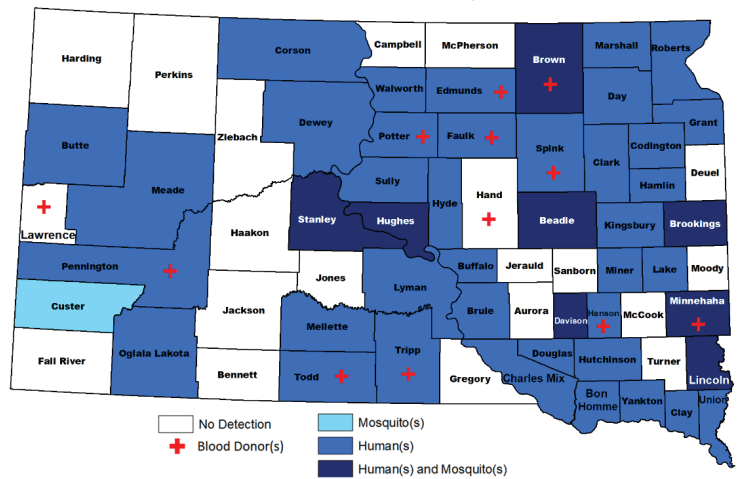 Harding
Perkins
Corson
Campbell
McPherson
Brown
Marshall
Roberts
Walworth
Edmunds
Day
Butte
Ziebach
Dewey
Potter
Faulk
Spink
Grant
Codington
Clark
Meade
Sully
Hyde
Hand
Hamlin
Deuel
Lawrence
Stanley
Hughes
Beadle
Kingsbury
Brookings
Haakon
Pennington
Buffalo
Jerauld
Sanborn
Miner
Lake
Moody
Jones
Lyman
Custer
Jackson
Brule
Aurora
Davison
Hanson
McCook
Minnehaha
Mellette
Fall River
Oglala Lakota
Tripp
Douglas
Hutchinson
Turner
Bennett
Todd
Gregory
Charles Mix
Lincoln
Bon
Homme
Yankton
Clay
Union
No Detection
Blood Donor(s)
Mosquito(s)
Human(s)
Human(s) and Mosquito(s)